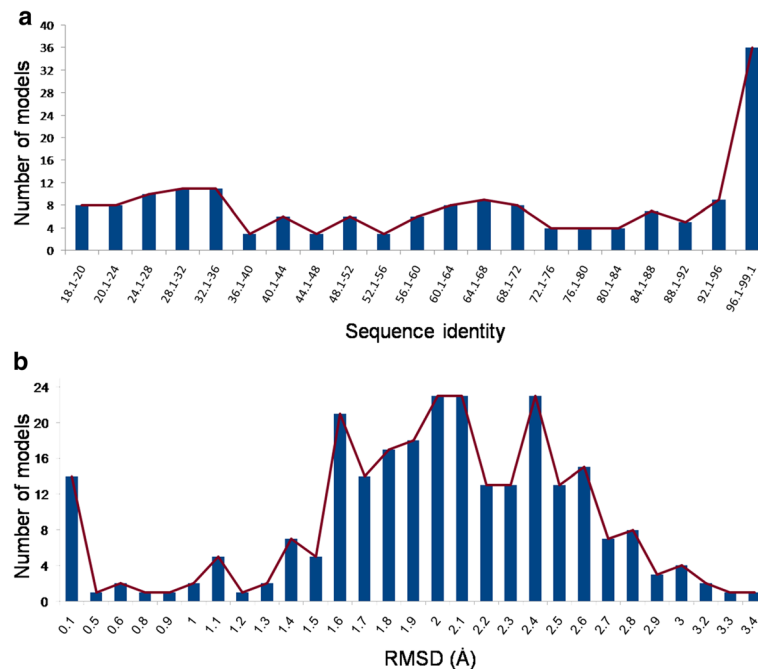 a
40
36
32
28
24
20
16
12
8
4
0
Number of models
18.1-20 20.1-24 24.1-28 28.1-32 32.1-36 36.1-40 40.1-44 44.1-48 48.1-52 52.1-56 56.1-60 60.1-64 64.1-68 68.1-72 72.1-76 76.1-80 80.1-84 84.1-88 88.1-92 92.1-96 96.1-99.1
Sequence identity
b
24
20
16
12
8
4
0
Number of models
0.1 0.5 0.6 0.8 0.9 1 1.1 1.2 1.3 1.4 1.5 1.6 1.7 1.8 1.9 2 2.1 2.2 2.3 2.4 2.5 2.6 2.7 2.8 2.9 3 3.2 3.3 3.4
RMSD (Å)